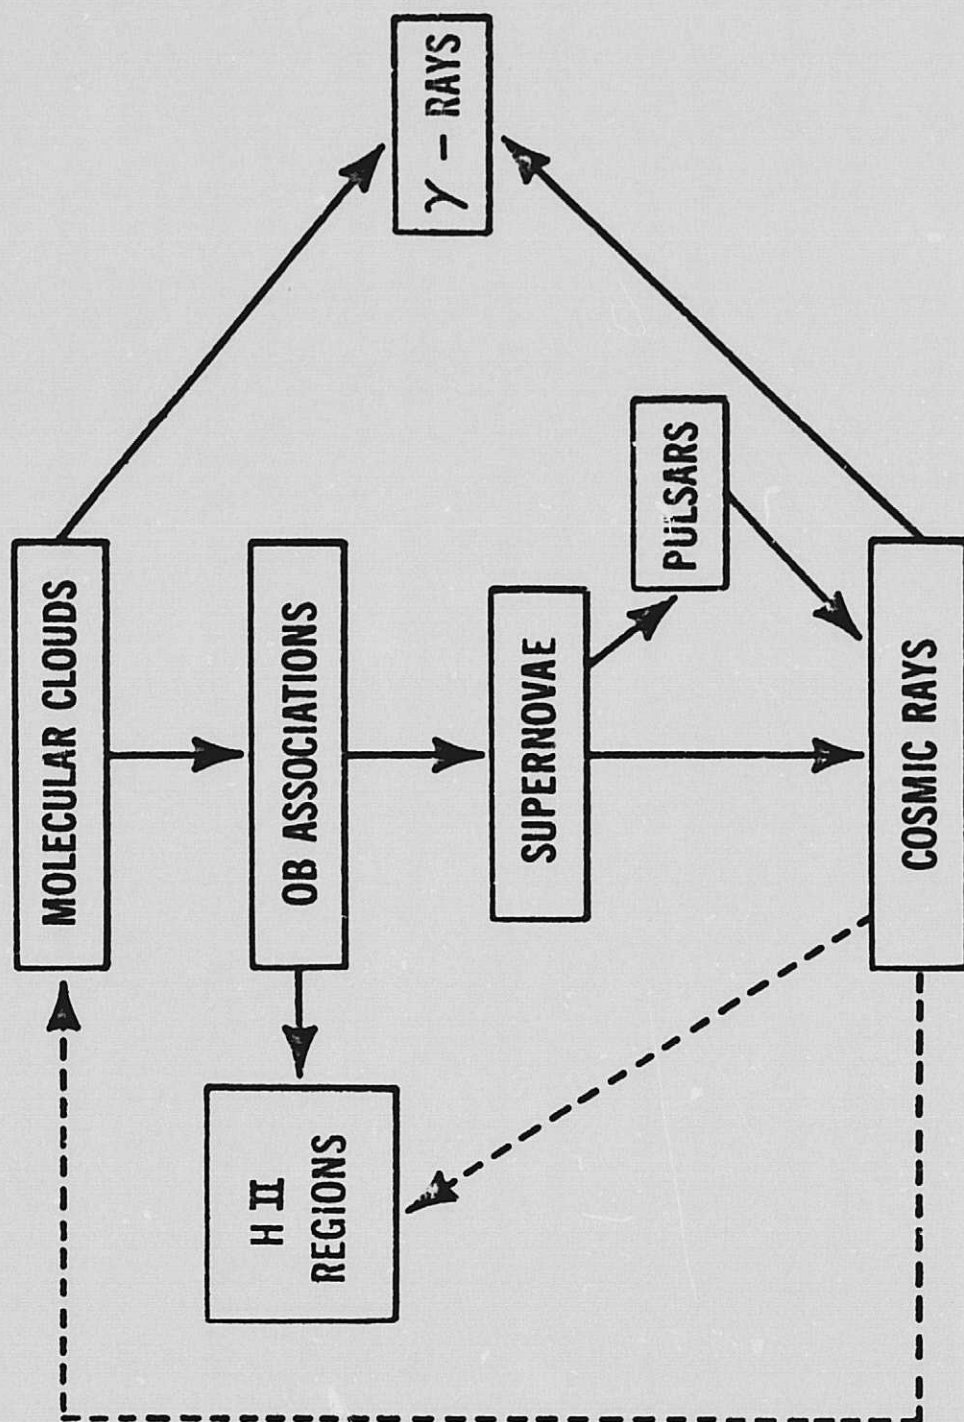 MOLECULAR CLOUDS
OB ASSOCIATIONS
H II
REGIONS
SUPERNOVAE
PULSARS
COSMIC RAYS
γ - RAYS